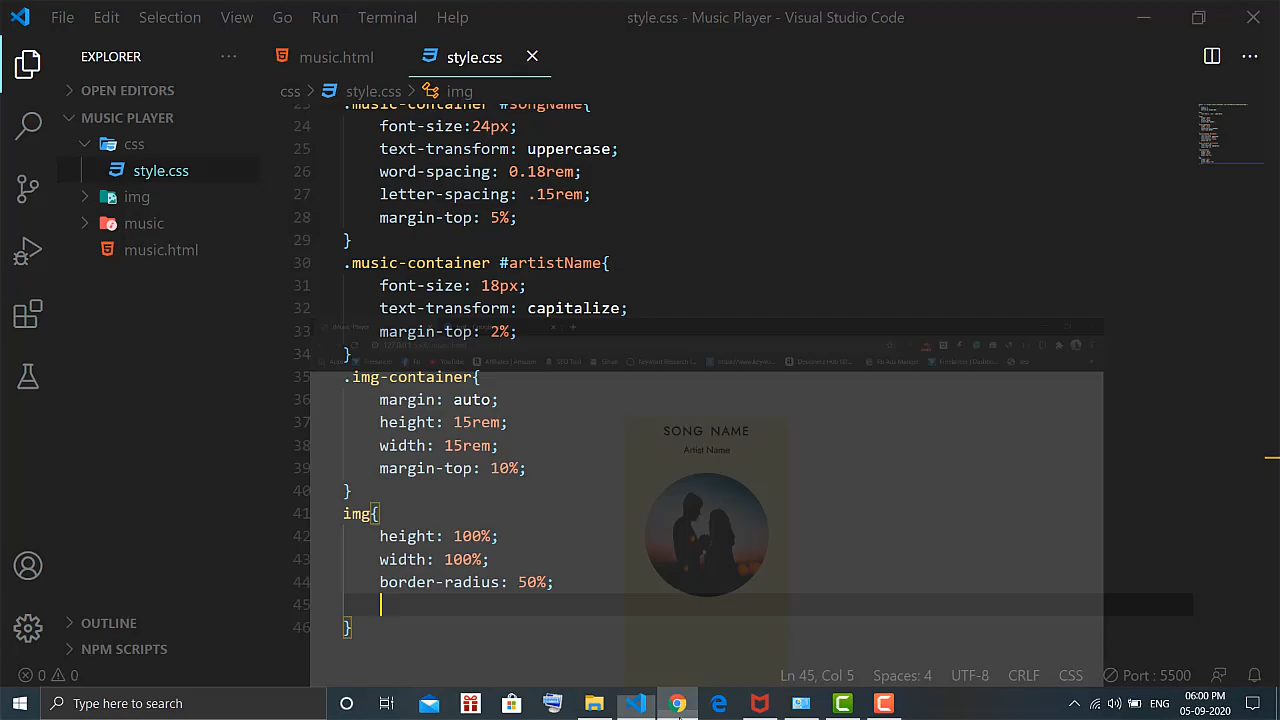 File Edit Selection View Go Run Terminal Help
style.css - Music Player - Visual Studio Code
EXPLORER
OPEN EDITORS
MUSIC PLAYER
css
style.css
img
music
music.html
OUTLINE
NPM SCRIPTS
music.html style.css
css > style.css > img
23 .music-container #songName{
24 font-size:24px;
25 text-transform: uppercase;
26 word-spacing: 0.18rem;
27 letter-spacing: .15rem;
28 margin-top: 5%;
29 }
30 .music-container #artistName{
31 font-size: 18px;
32 text-transform: capitalize;
33 margin-top: 2%;
34 }
35 .img-container{
36 margin: auto;
37 height: 15rem;
38 width: 15rem;
39 margin-top: 10%;
40 }
41 img{
42 height: 100%;
43 width: 100%;
44 border-radius: 50%;
45
46 }
SONG NAME
Artist Name
0 0
Ln 45, Col 5 Spaces: 4 UTF-8 CRLF CSS Port : 5500
Type here to search
ENG
06:00 PM
05-09-2020